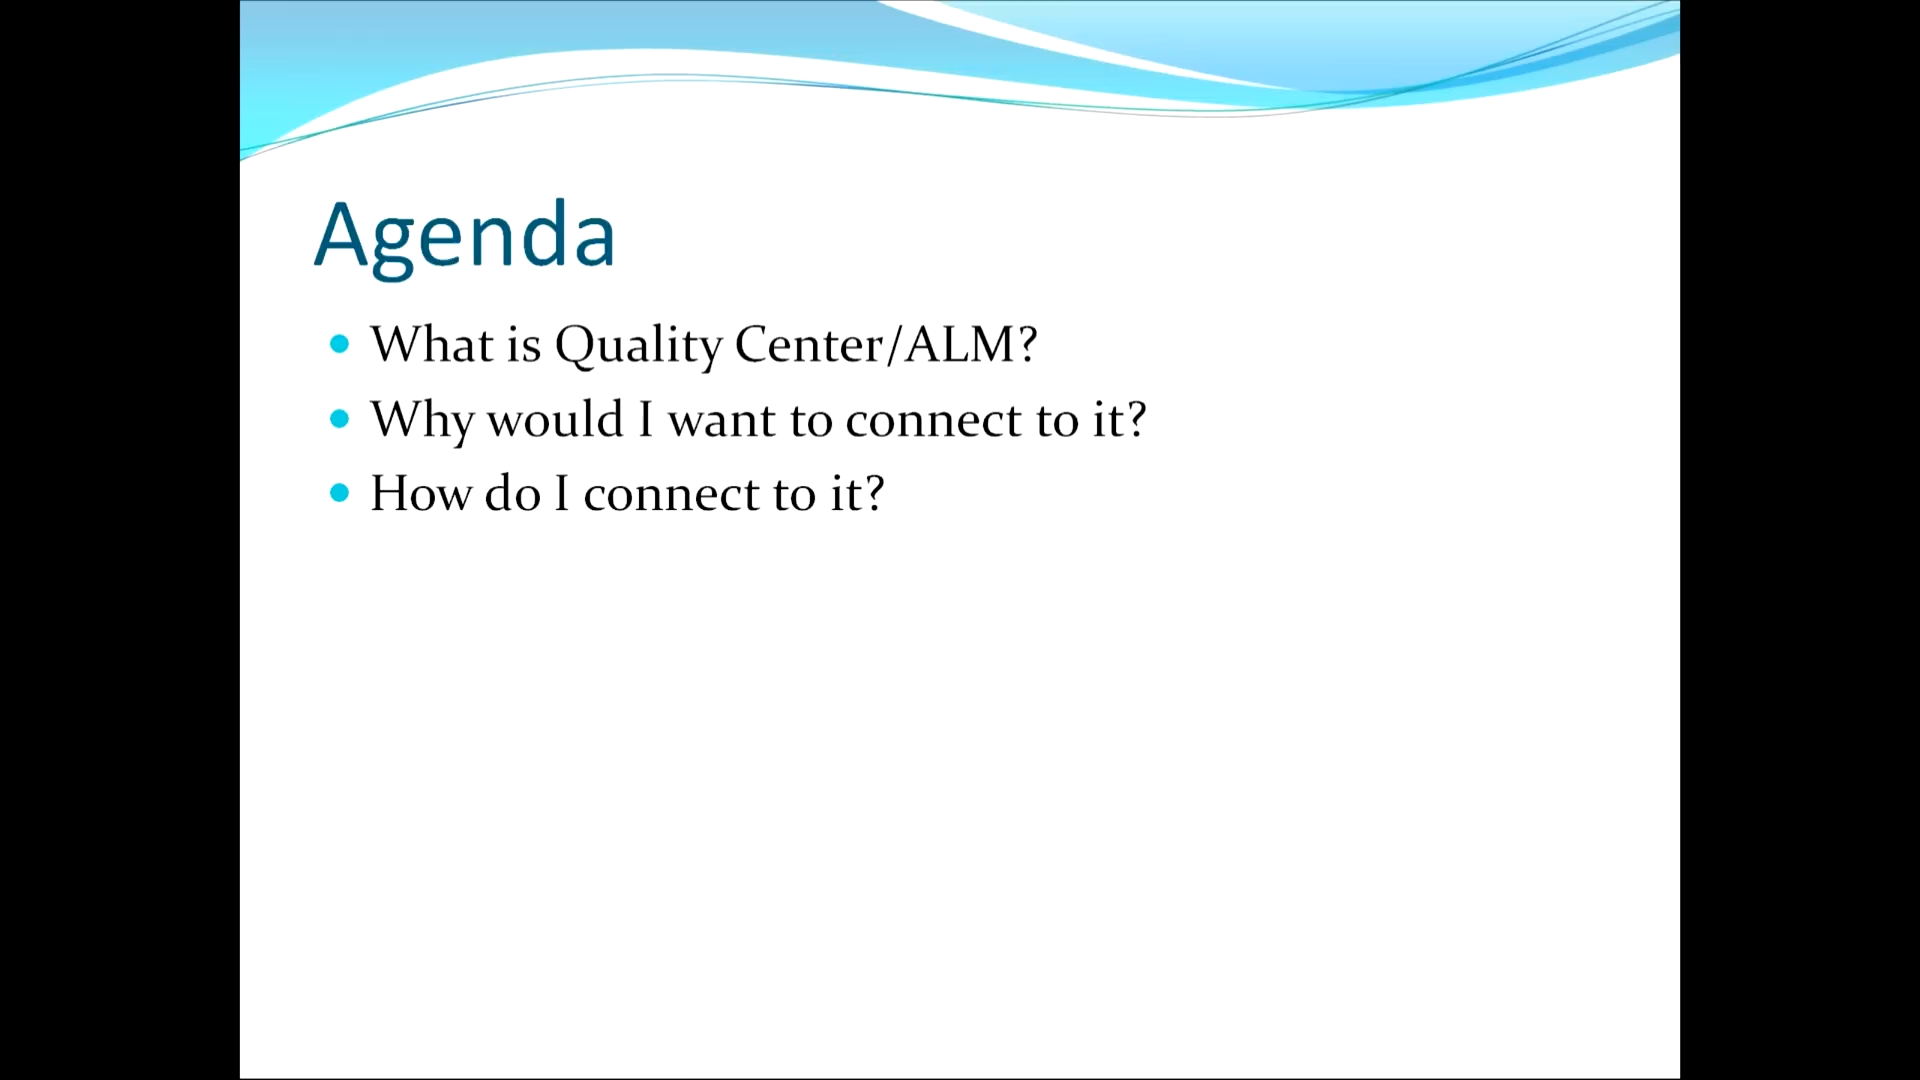 Agenda
What is Quality Center/ALM?
Why would I want to connect to it?
How do I connect to it?